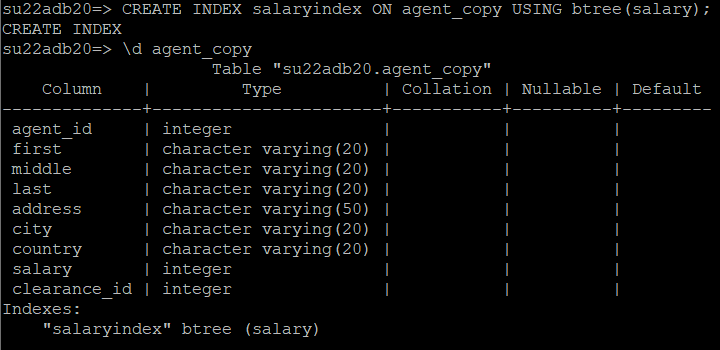 su22adb20=> CREATE INDEX salaryindex ON agent_copy USING btree(salary);
CREATE INDEX
su22adb20=> \d agent_copy
                     Table "su22adb20.agent_copy"
    Column    |         Type          | Collation | Nullable | Default
--------------+-----------------------+-----------+----------+---------
 agent_id     | integer               |           |          |
 first        | character varying(20) |           |          |
 middle       | character varying(20) |           |          |
 last         | character varying(20) |           |          |
 address      | character varying(50) |           |          |
 city         | character varying(20) |           |          |
 country      | character varying(20) |           |          |
 salary       | integer               |           |          |
 clearance_id | integer               |           |          |
Indexes:
    "salaryindex" btree (salary)